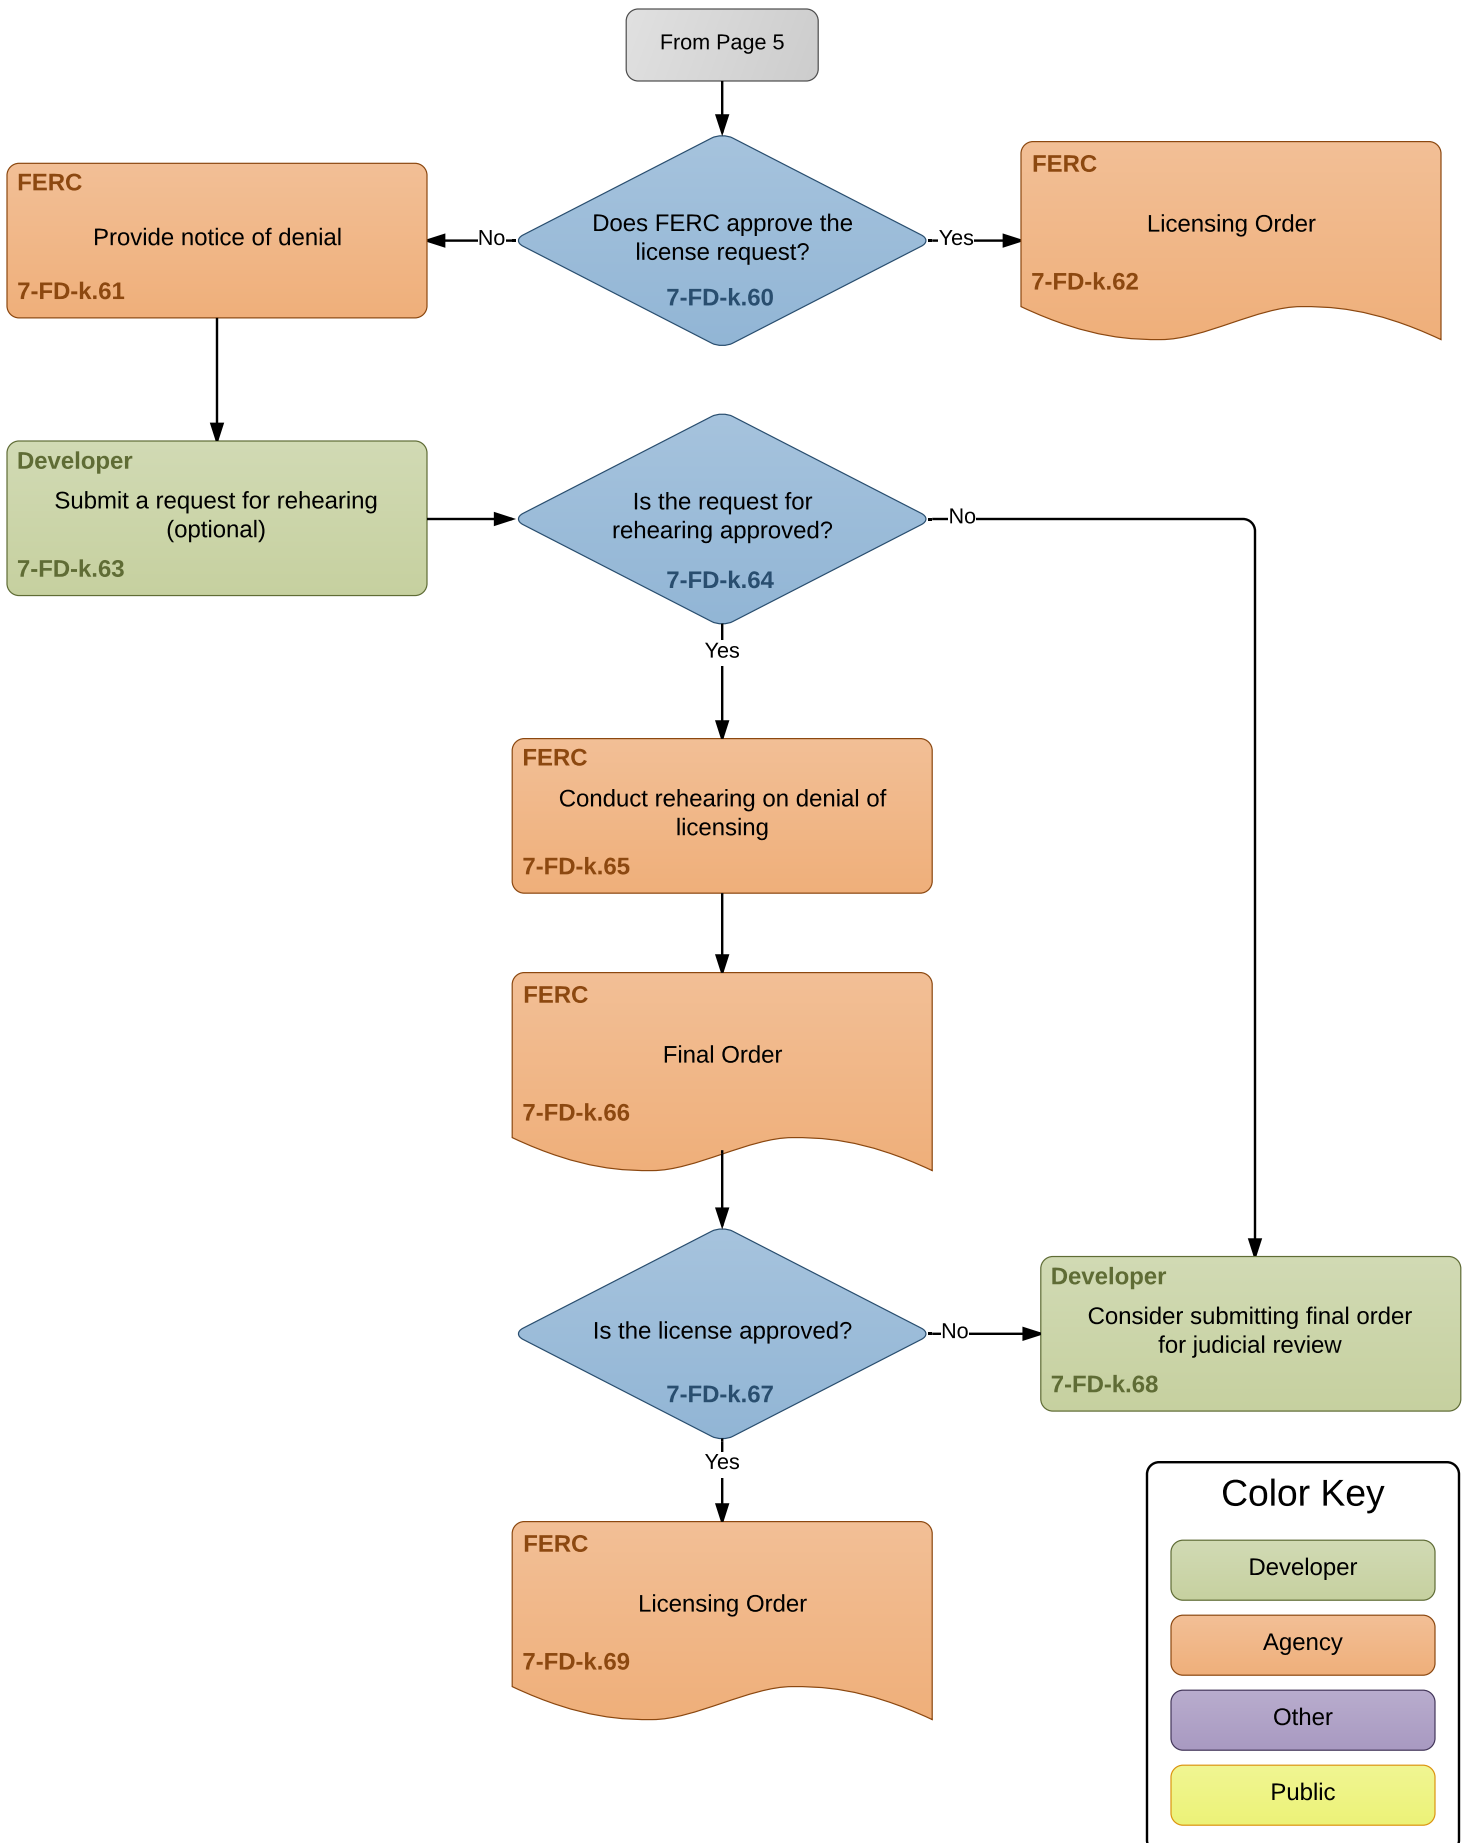 From Page 5
FERC
Provide notice of denial
7-FD-k.61
No
Does FERC approve the
license request?
7-FD-k.60
Yes
FERC
Licensing Order
7-FD-k.62
Developer
Submit a request for rehearing
(optional)
7-FD-k.63
Is the request for
rehearing approved?
7-FD-k.64
No
Yes
FERC
Conduct rehearing on denial of
licensing
7-FD-k.65
FERC
Final Order
7-FD-k.66
Is the license approved?
7-FD-k.67
No
Developer
Consider submitting final order
for judicial review
7-FD-k.68
Yes
FERC
Licensing Order
7-FD-k.69
Color Key
Developer
Agency
Other
Public